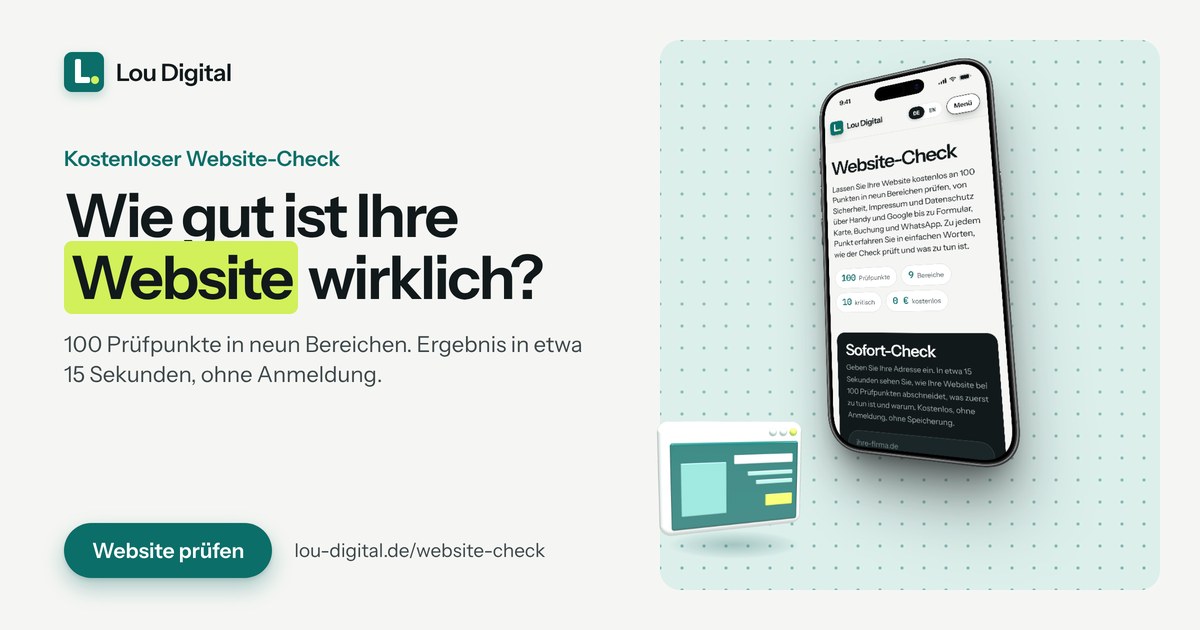 L.
Lou Digital
Kostenloser Website-Check
Wie gut ist Ihre
Website wirklich?
100 Prüfpunkte in neun Bereichen. Ergebnis in etwa
15 Sekunden, ohne Anmeldung.
Website prüfen
lou-digital.de/website-check
9:41
L.
Lou Digital
DE
EN
Menü
Website-Check
Lassen Sie Ihre Website kostenlos an 100
Punkten in neun Bereichen prüfen, von
Sicherheit, Impressum und Datenschutz
über Handy und Google bis zu Formular,
Karte, Buchung und WhatsApp. Zu jedem
Punkt erfahren Sie in einfachen Worten,
wie der Check prüft und was zu tun ist.
100 Prüfpunkte
9 Bereiche
10 kritisch
0 € kostenlos
Sofort-Check
Geben Sie Ihre Adresse ein. In etwa 15
Sekunden sehen Sie, wie Ihre Website bei
100 Prüfpunkten abschneidet, was zuerst
zu tun ist und warum. Kostenlos, ohne
Anmeldung, ohne Speicherung.
ihre-firma.de